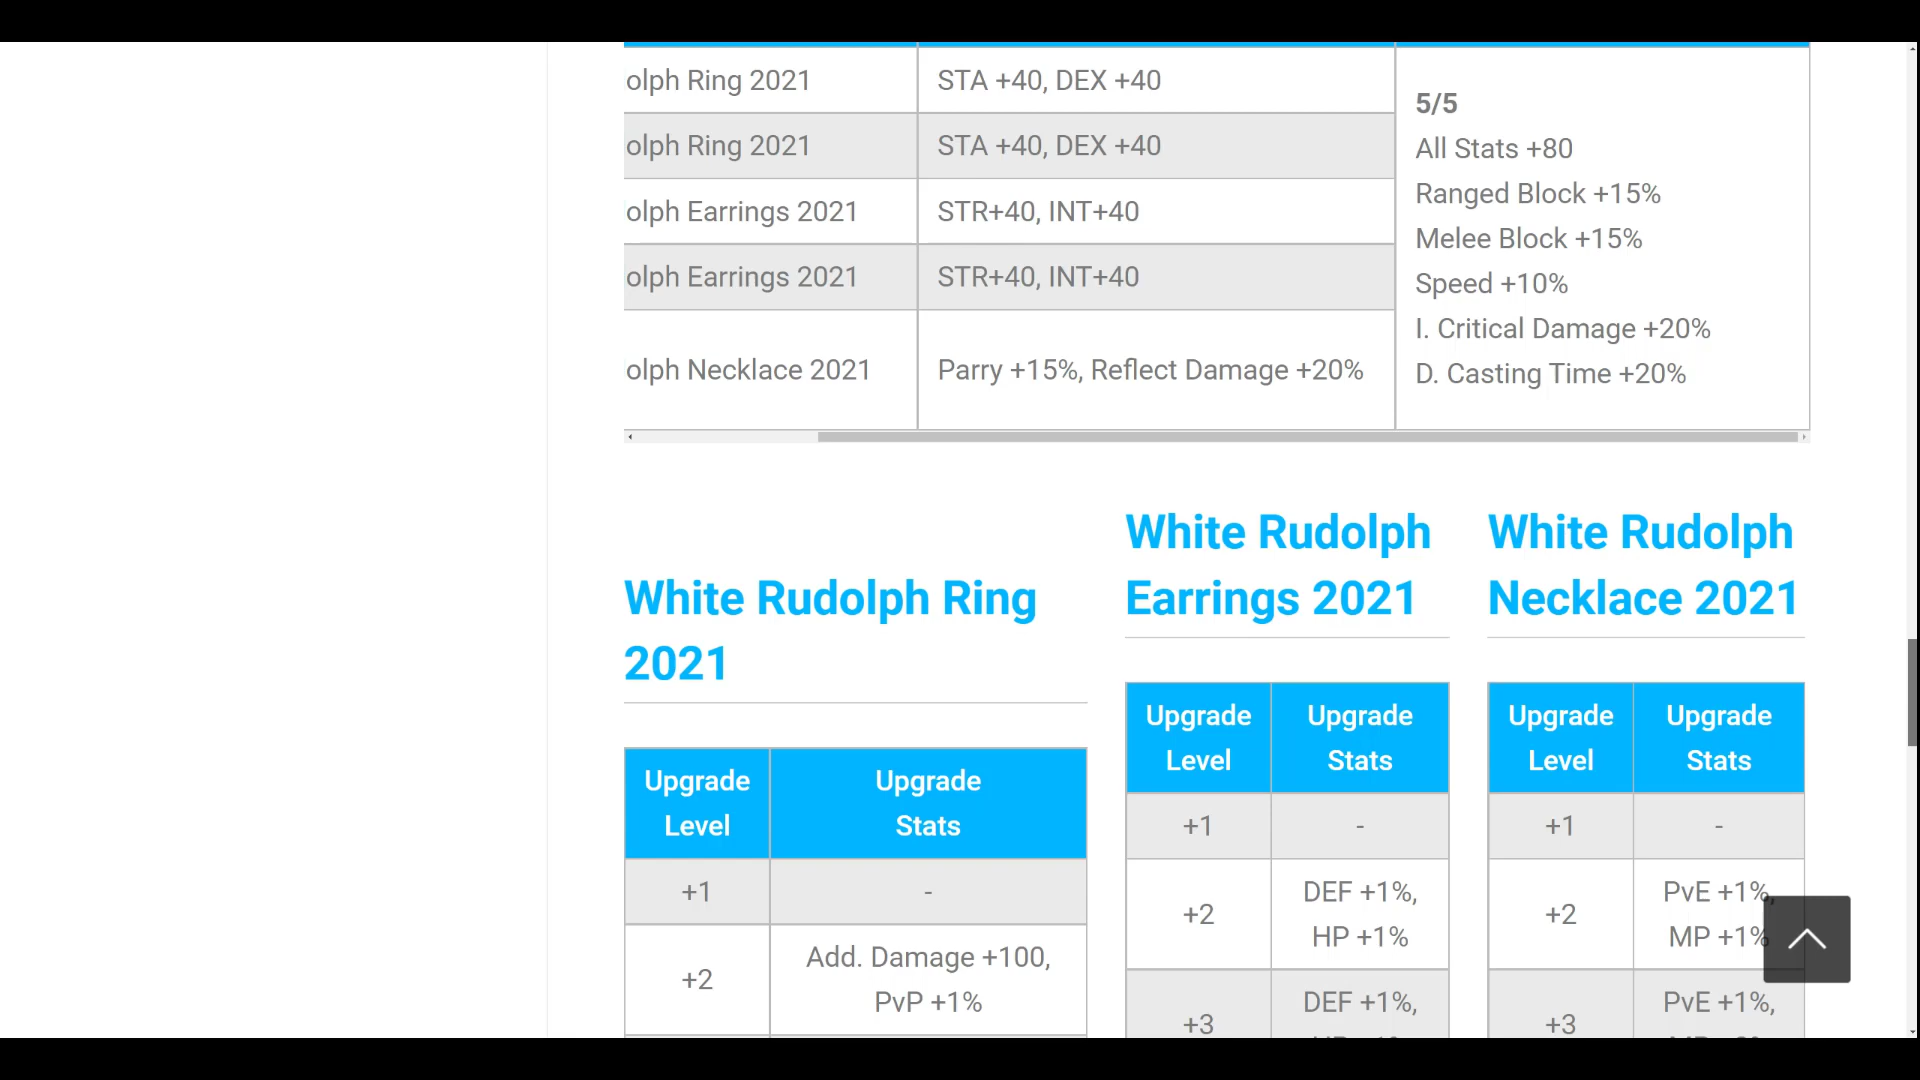 olph Ring 2021
STA +40, DEX +40
olph Ring 2021
STA +40, DEX +40
olph Earrings 2021
STR+40, INT+40
olph Earrings 2021
STR+40, INT+40
olph Necklace 2021
Parry +15%, Reflect Damage +20%
5/5
All Stats +80
Ranged Block +15%
Melee Block +15%
Speed +10%
I. Critical Damage +20%
D. Casting Time +20%
White Rudolph Ring
2021
Upgrade
Level
Upgrade
Stats
+1
-
+2
Add. Damage +100,
PvP +1%
White Rudolph
Earrings 2021
Upgrade
Level
Upgrade
Stats
+1
-
+2
DEF +1%,
HP +1%
+3
DEF +1%,
White Rudolph
Necklace 2021
Upgrade
Level
Upgrade
Stats
+1
-
+2
PvE +1%,
MP +1%
+3
PvE +1%,